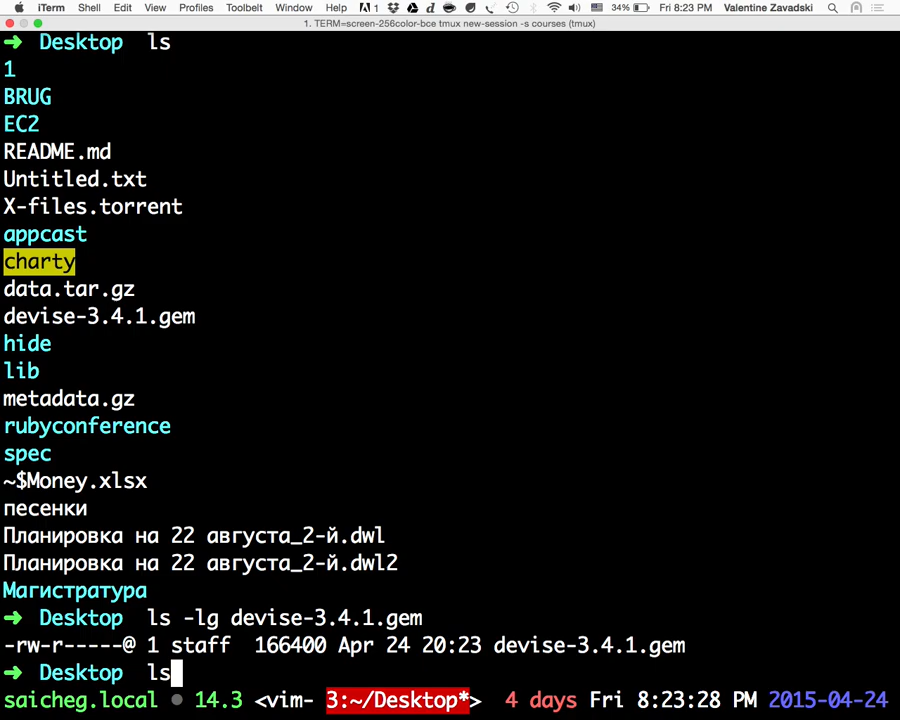 iTerm Shell Edit View Profiles Toolbelt Window Help 1 34% Fri 8:23 PM Valentine Zavadski
1. TERM=screen-256color-bce tmux new-session -s courses (tmux)
➜ Desktop ls
1
BRUG
EC2
README.md
Untitled.txt
X-files.torrent
appcast
charty
data.tar.gz
devise-3.4.1.gem
hide
lib
metadata.gz
rubyconference
spec
~$Money.xlsx
песенки
Планировка на 22 августа_2-й.dwl
Планировка на 22 августа_2-й.dwl2
Магистратура
➜ Desktop ls -lg devise-3.4.1.gem
-rw-r-----@ 1 staff 166400 Apr 24 20:23 devise-3.4.1.gem
➜ Desktop ls
saicheg.local ● 14.3 <vim- 3:~/Desktop*> 4 days Fri 8:23:28 PM 2015-04-24